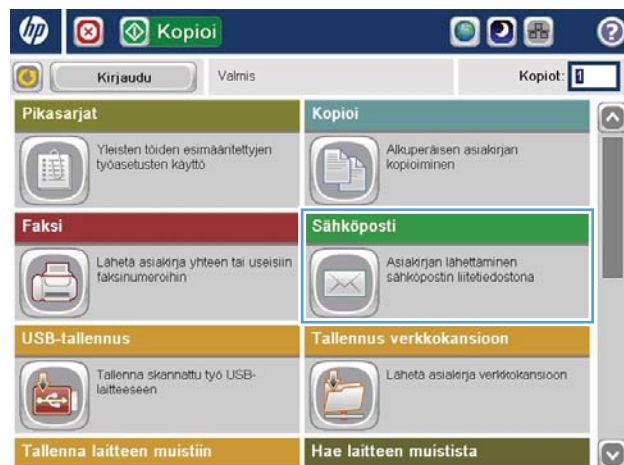 hp Kopioi ?
Kirjaudu Valmis Kopiot: 1
Pikasarjat
Yleisten töiden esimääritettyjen
työasetusten käyttö
Kopioi
Alkuperäisen asiakirjan
kopioiminen
Faksi
Lähetä asiakirja yhteen tai useisiin
faksinumeroihin
Sähköposti
Asiakirjan lähettäminen
sähköpostin liitetiedostona
USB-tallennus
Tallenna skannattu työ USB-
laitteeseen
Tallennus verkkokansioon
Lähetä asiakirja verkkokansioon
Tallenna laitteen muistiin
Hae laitteen muistista